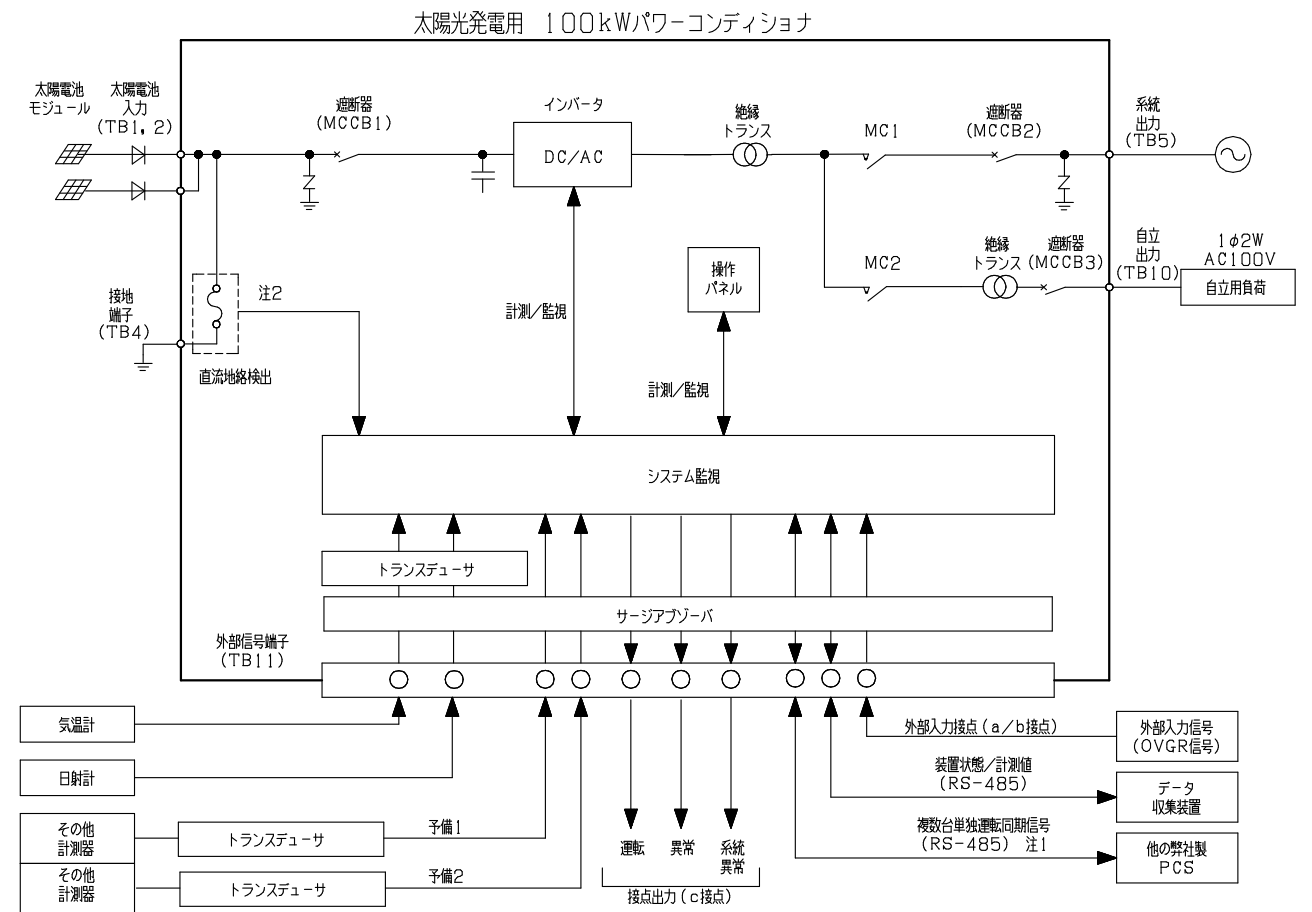 太陽光発電用 100kWパワーコンディショナ
太陽電池
モジュール
太陽電池
入力
(TB1, 2)
遮断器
(MCCB1)
インバータ
DC/AC
絶縁
トランス
MC1
遮断器
(MCCB2)
系統
出力
(TB5)
接地
端子
(TB4)
注2
直流地絡検出
計測/監視
操作
パネル
計測/監視
MC2
絶縁
トランス
遮断器
(MCCB3)
自立
出力
(TB10)
1φ2W
AC100V
自立用負荷
システム監視
トランスデューサ
サージアブソーバ
外部信号端子
(TB11)
気温計
日射計
その他
計測器
トランスデューサ
予備1
その他
計測器
トランスデューサ
予備2
運転
異常
系統
異常
接点出力(c接点)
外部入力接点(a/b接点)
外部入力信号
(OVGR信号)
装置状態/計測値
(RS-485)
データ
収集装置
複数台単独運転同期信号
(RS-485) 注1
他の弊社製
PCS